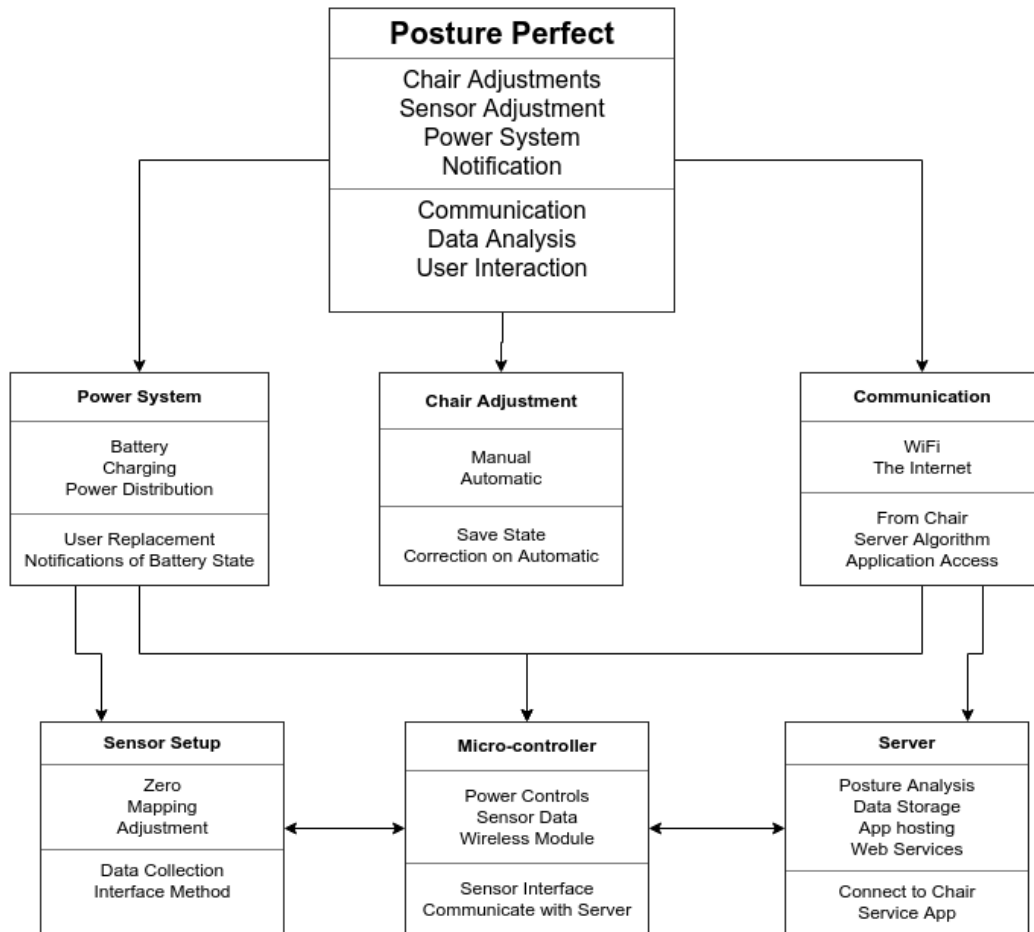 Posture Perfect
Chair Adjustments
Sensor Adjustment
Power System
Notification
Communication
Data Analysis
User Interaction
Power System
Battery
Charging
Power Distribution
User Replacement
Notifications of Battery State
Chair Adjustment
Manual
Automatic
Save State
Correction on Automatic
Communication
WiFi
The Internet
From Chair
Server Algorithm
Application Access
Sensor Setup
Zero
Mapping
Adjustment
Data Collection
Interface Method
Micro-controller
Power Controls
Sensor Data
Wireless Module
Sensor Interface
Communicate with Server
Server
Posture Analysis
Data Storage
App hosting
Web Services
Connect to Chair
Service App